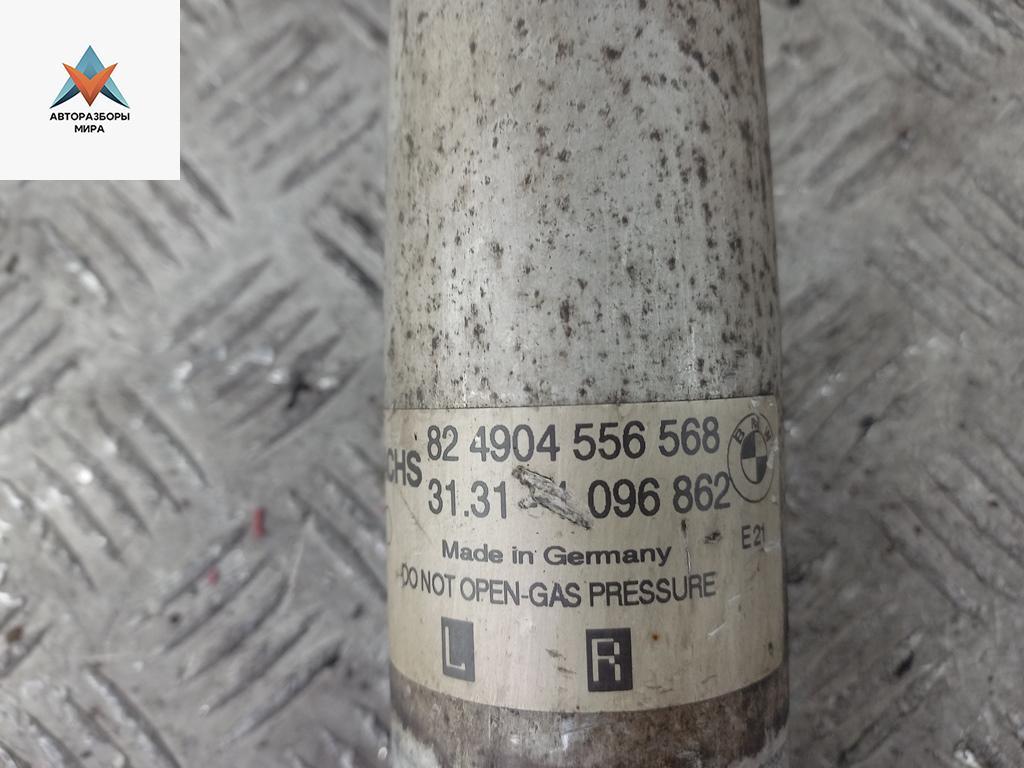 АВТОРАЗБОРЫ
МИРА
CHS
82 4904 556 568
31.31 096 862
BMW
E21
Made in Germany
DO NOT OPEN-GAS PRESSURE
L R